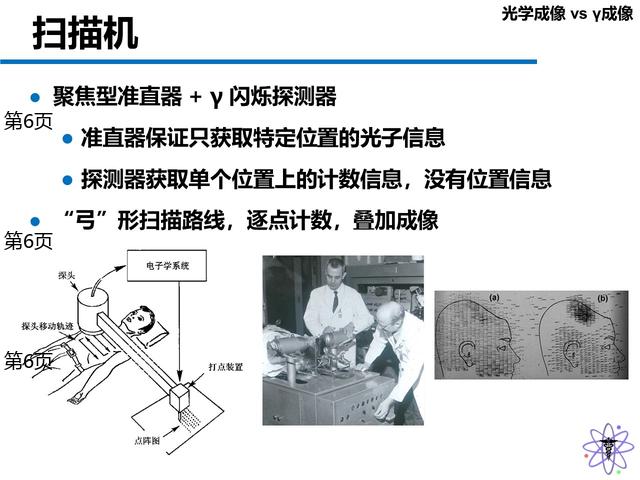 光学成像 vs γ成像
扫描机
聚焦型准直器 + γ 闪烁探测器
第6页
准直器保证只获取特定位置的光子信息
探测器获取单个位置上的计数信息，没有位置信息
“弓”形扫描路线，逐点计数，叠加成像
第6页
电子学系统
探头
探头移动轨迹
第6页
打点装置
点阵图
(a)
(b)